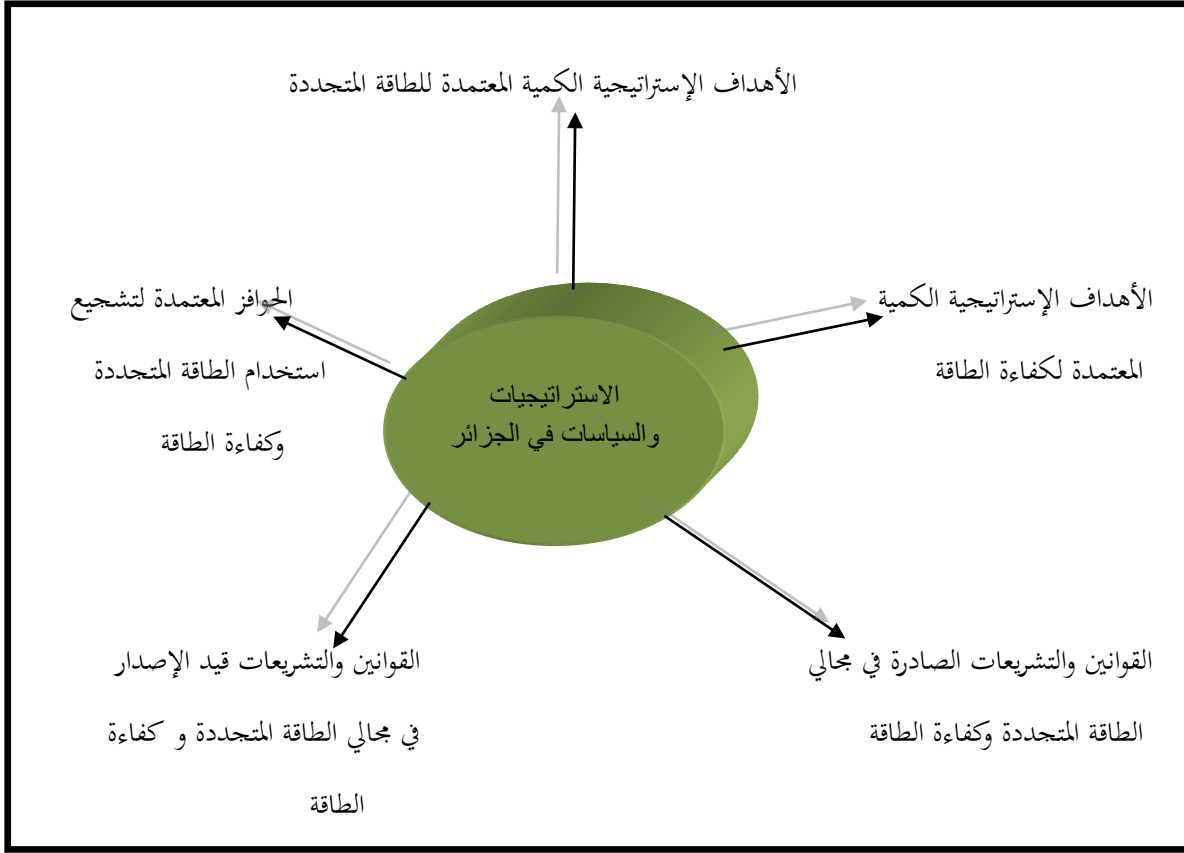 الأهداف الإستراتيجية الكمية المعتمدة للطاقة المتجددة
الأهداف الإستراتيجية الكمية
المعتمدة لكفاءة الطاقة
الحوافز المعتمدة لتشجيع
استخدام الطاقة المتجددة
وكفاءة الطاقة
الاستراتيجيات
والسياسات في الجزائر
القوانين والتشريعات الصادرة في مجالي
الطاقة المتجددة وكفاءة الطاقة
القوانين والتشريعات قيد الإصدار
في مجالي الطاقة المتجددة و كفاءة
الطاقة